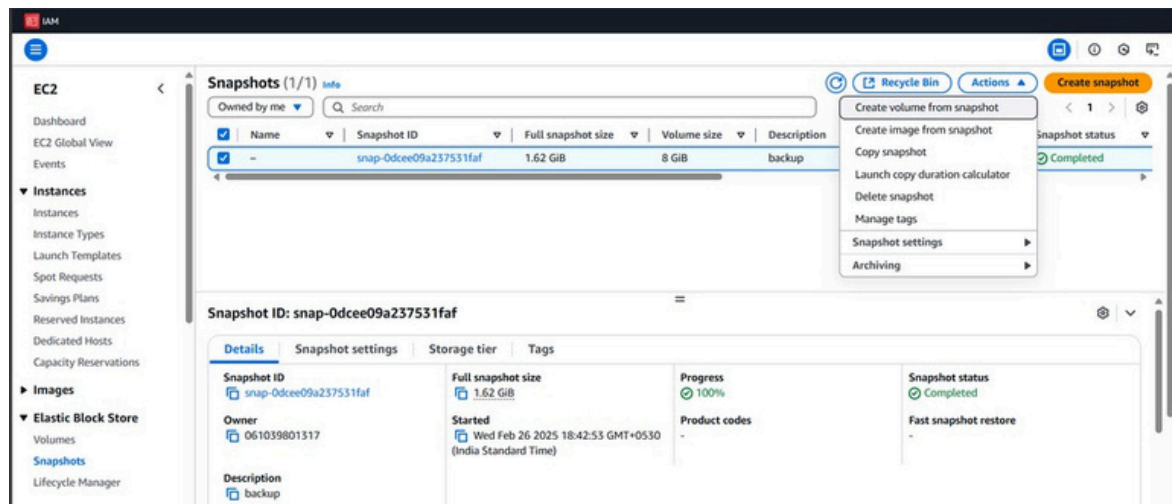 IAM
EC2
Dashboard
EC2 Global View
Events
Instances
Instances
Instance Types
Launch Templates
Spot Requests
Savings Plans
Reserved Instances
Dedicated Hosts
Capacity Reservations
Images
Elastic Block Store
Volumes
Snapshots
Lifecycle Manager
Snapshots (1/1) Info
Recycle Bin
Actions
Create snapshot
Owned by me
Search
1
Name Snapshot ID Full snapshot size Volume size Description Snapshot status
– snap-0dcee09a237531faf 1.62 GiB 8 GiB backup Completed
Create volume from snapshot
Create image from snapshot
Copy snapshot
Launch copy duration calculator
Delete snapshot
Manage tags
Snapshot settings
Archiving
Snapshot ID: snap-0dcee09a237531faf
Details Snapshot settings Storage tier Tags
Snapshot ID
snap-0dcee09a237531faf
Full snapshot size
1.62 GiB
Progress
100%
Snapshot status
Completed
Owner
061039801317
Started
Wed Feb 26 2025 18:42:53 GMT+0530
(India Standard Time)
Product codes
-
Fast snapshot restore
-
Description
backup